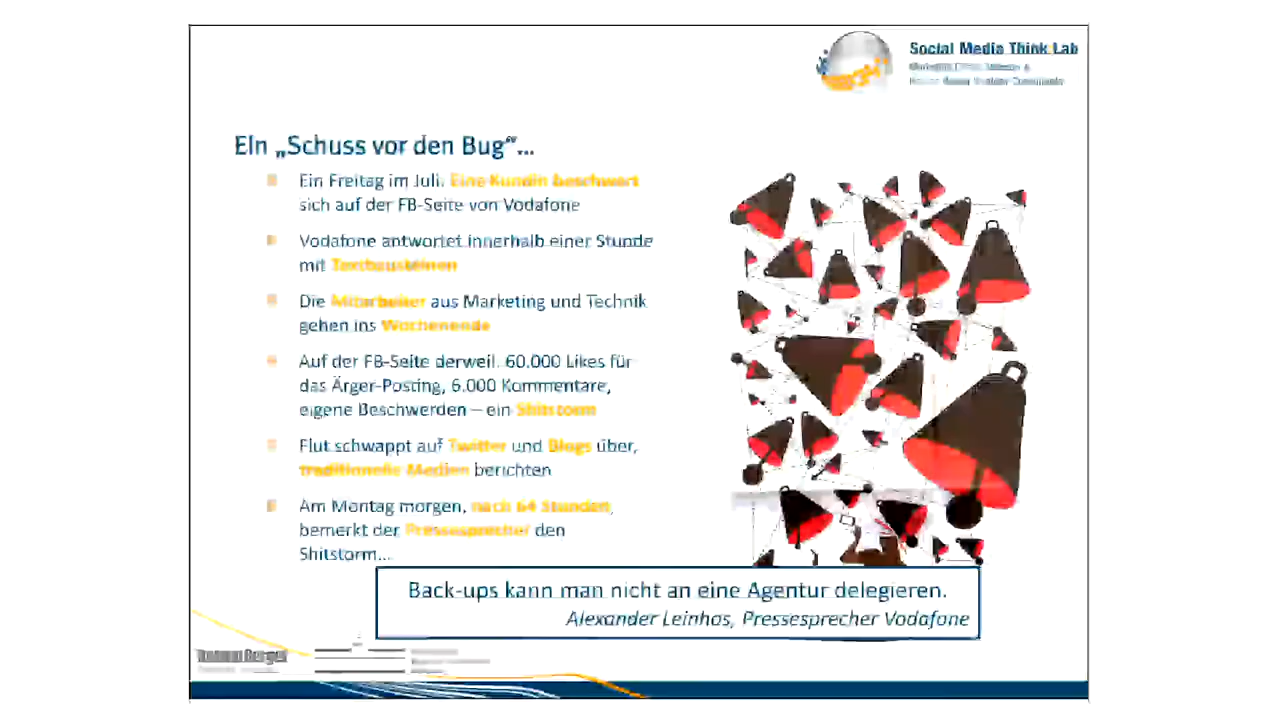 Social Media Think Lab
Ein „Schuss vor den Bug“...
Ein Freitag im Juli. Eine Kundin beschwert
sich auf der FB-Seite von Vodafone
Vodafone antwortet innerhalb einer Stunde
mit Textbausteinen
Die Mitarbeiter aus Marketing und Technik
gehen ins Wochenende
Auf der FB-Seite derweil. 60.000 Likes für
das Ärger-Posting, 6.000 Kommentare,
eigene Beschwerden – ein Shitstorm
Flut schwappt auf Twitter und Blogs über,
traditionelle Medien berichten
Am Montag morgen, nach 64 Stunden,
bemerkt der Pressesprecher den
Shitstorm...
Back-ups kann man nicht an eine Agentur delegieren.
Alexander Leinhos, Pressesprecher Vodafone
Roland Berger